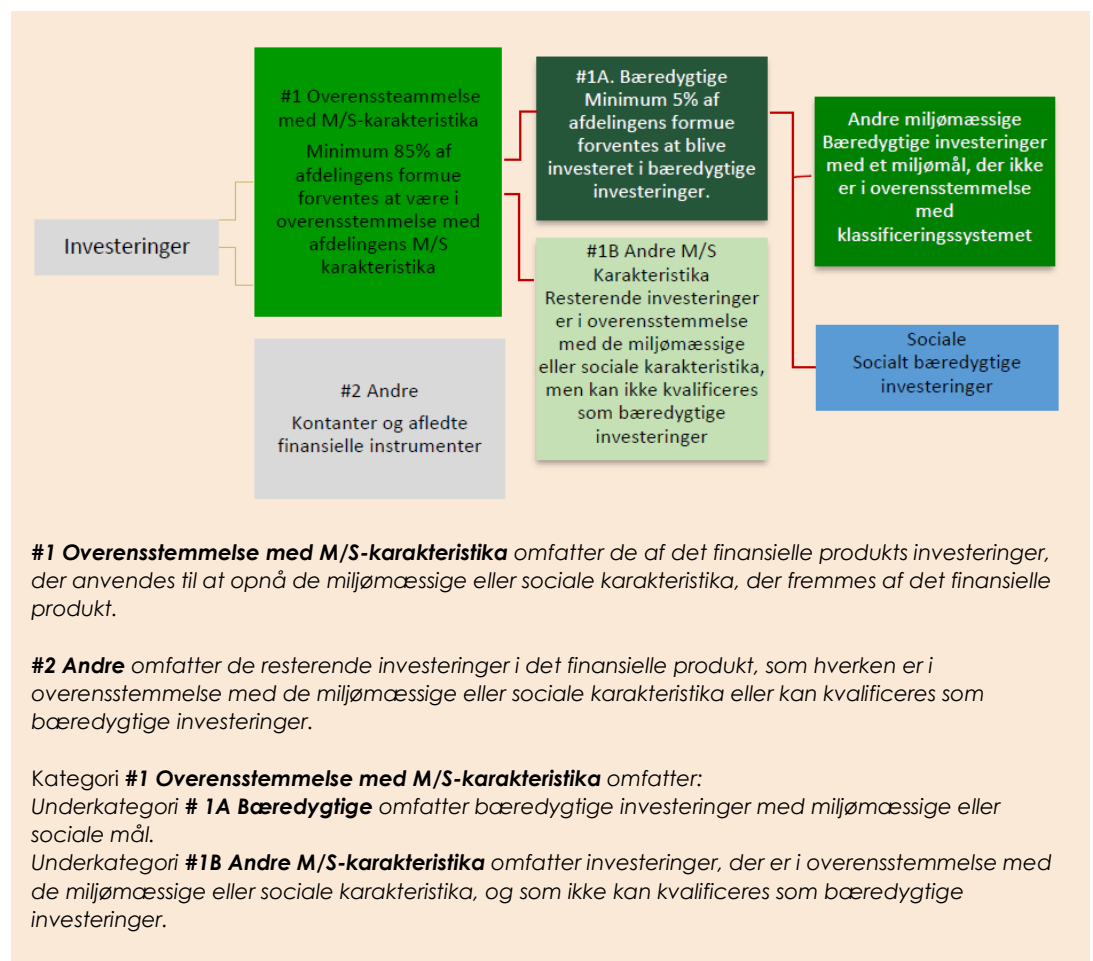 Investeringer
#1 Overenssteammelse
med M/S-karakteristika
Minimum 85% af
afdelingens formue
forventes at være i
overensstemmelse med
afdelingens M/S
karakteristika
#2 Andre
Kontanter og afledte
finansielle instrumenter
#1A. Bæredygtige
Minimum 5% af
afdelingens formue
forventes at blive
investeret i bæredygtige
investeringer.
#1B Andre M/S
Karakteristika
Resterende investeringer
er i overensstemmelse
med de miljømæssige
eller sociale karakteristika,
men kan ikke kvalificeres
som bæredygtige
investeringer
Andre miljømæssige
Bæredygtige investeringer
med et miljømål, der ikke
er i overensstemmelse
med
klassificeringssystemet
Sociale
Socialt bæredygtige
investeringer
#1 Overensstemmelse med M/S-karakteristika omfatter de af det finansielle produkts investeringer,
der anvendes til at opnå de miljømæssige eller sociale karakteristika, der fremmes af det finansielle
produkt.
#2 Andre omfatter de resterende investeringer i det finansielle produkt, som hverken er i
overensstemmelse med de miljømæssige eller sociale karakteristika eller kan kvalificeres som
bæredygtige investeringer.
Kategori #1 Overensstemmelse med M/S-karakteristika omfatter:
Underkategori # 1A Bæredygtige omfatter bæredygtige investeringer med miljømæssige eller
sociale mål.
Underkategori #1B Andre M/S-karakteristika omfatter investeringer, der er i overensstemmelse med
de miljømæssige eller sociale karakteristika, og som ikke kan kvalificeres som bæredygtige
investeringer.